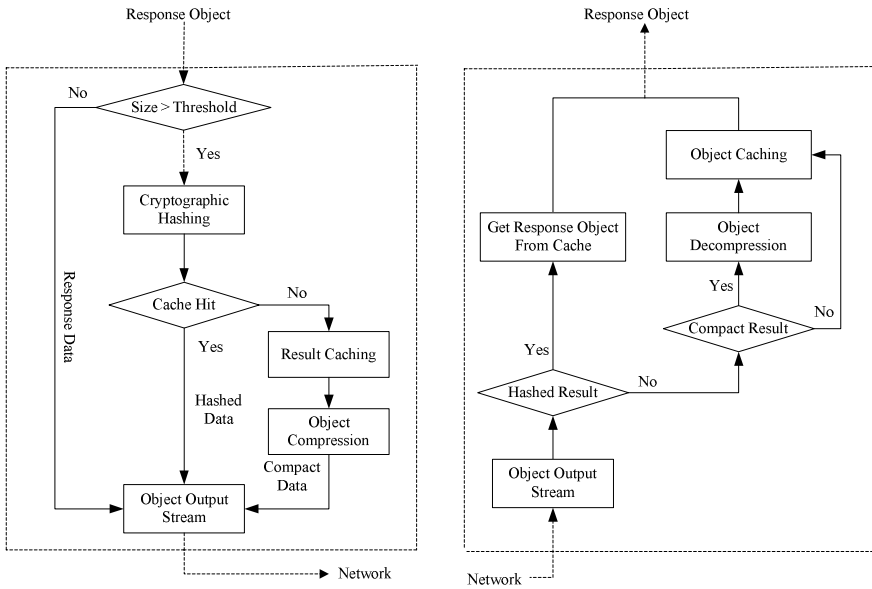 Response Object
No
Size > Threshold
Yes
Cryptographic
Hashing
Response Data
Cache Hit
No
Yes
Result Caching
Hashed
Data
Object
Compression
Compact
Data
Object Output
Stream
Network
Response Object
Object Caching
Get Response Object
From Cache
Object
Decompression
Yes
Compact Result
No
Yes
Hashed Result
No
Object Output
Stream
Network